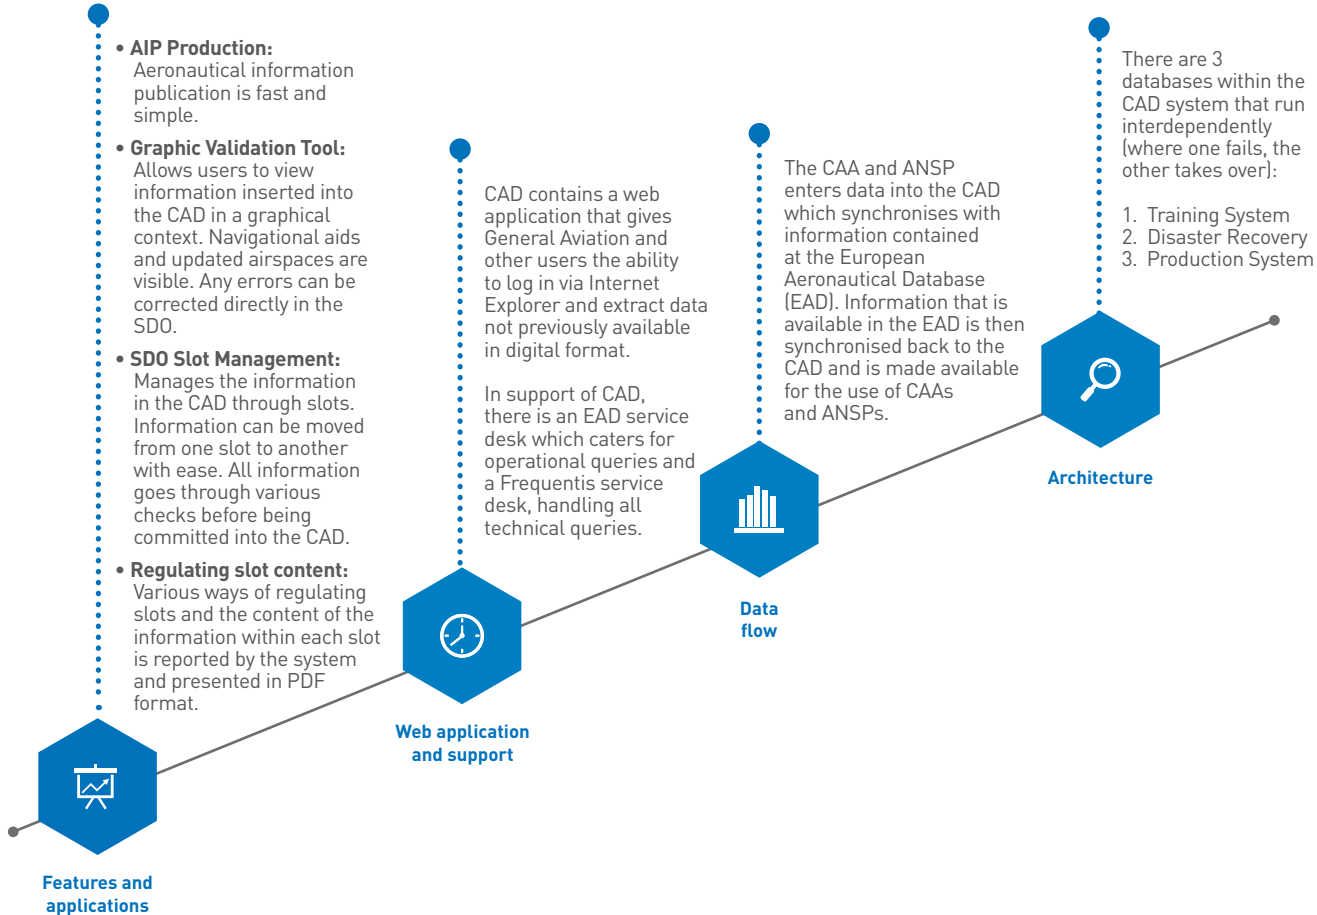 • AIP Production:
Aeronautical information
publication is fast and
simple.
• Graphic Validation Tool:
Allows users to view
information inserted into
the CAD in a graphical
context. Navigational aids
and updated airspaces are
visible. Any errors can be
corrected directly in the
SDO.
• SDO Slot Management:
Manages the information
in the CAD through slots.
Information can be moved
from one slot to another
with ease. All information
goes through various
checks before being
committed into the CAD.
• Regulating slot content:
Various ways of regulating
slots and the content of the
information within each slot
is reported by the system
and presented in PDF
format.
Features and
applications
CAD contains a web
application that gives
General Aviation and
other users the ability
to log in via Internet
Explorer and extract data
not previously available
in digital format.
In support of CAD,
there is an EAD service
desk which caters for
operational queries and
a Frequentis service
desk, handling all
technical queries.
Web application
and support
The CAA and ANSP
enters data into the CAD
which synchronises with
information contained
at the European
Aeronautical Database
(EAD). Information that is
available in the EAD is then
synchronised back to the
CAD and is made available
for the use of CAAs
and ANSPs.
Data
flow
There are 3
databases within the
CAD system that run
interdependently
(where one fails, the
other takes over):
1. Training System
2. Disaster Recovery
3. Production System
Architecture